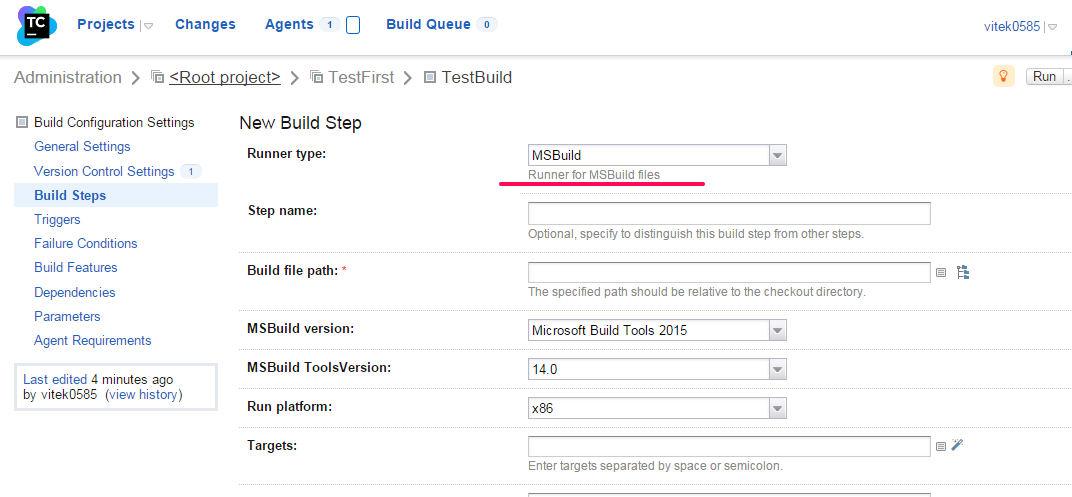 TC Projects Changes Agents 1 Build Queue 0 vitek0585
Administration <Root project> TestFirst TestBuild Run
Build Configuration Settings
General Settings
Version Control Settings 1
Build Steps
Triggers
Failure Conditions
Build Features
Dependencies
Parameters
Agent Requirements
Last edited 4 minutes ago
by vitek0585 (view history)
New Build Step
Runner type: MSBuild
Runner for MSBuild files
Step name:
Optional, specify to distinguish this build step from other steps.
Build file path: *
The specified path should be relative to the checkout directory.
MSBuild version: Microsoft Build Tools 2015
MSBuild ToolsVersion: 14.0
Run platform: x86
Targets:
Enter targets separated by space or semicolon.